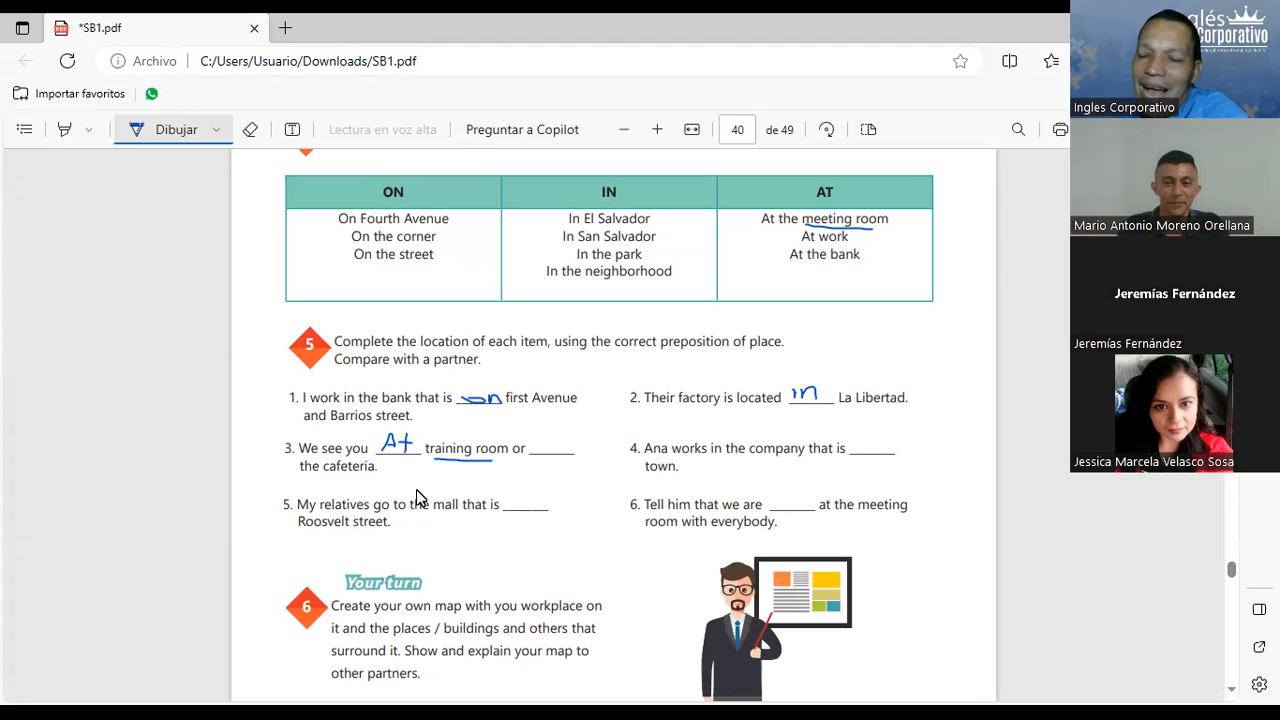 *SB1.pdf
Archivo
C:/Users/Usuario/Downloads/SB1.pdf
Importar favoritos
Dibujar
Lectura en voz alta
Preguntar a Copilot
40
de 49
ON
IN
AT
On Fourth Avenue
On the corner
On the street
In El Salvador
In San Salvador
In the park
In the neighborhood
At the meeting room
At work
At the bank
5
Complete the location of each item, using the correct preposition of place.
Compare with a partner.
1. I work in the bank that is on first Avenue
and Barrios street.
2. Their factory is located in La Libertad.
3. We see you At training room or _______
the cafeteria.
4. Ana works in the company that is _______
town.
5. My relatives go to the mall that is _______
Roosvelt street.
6. Tell him that we are _______ at the meeting
room with everybody.
Your turn
6
Create your own map with you workplace on
it and the places / buildings and others that
surround it. Show and explain your map to
other partners.
Inglés
Corporativo
Ingles Corporativo
Mario Antonio Moreno Orellana
Jeremías Fernández
Jeremías Fernández
Jessica Marcela Velasco Sosa